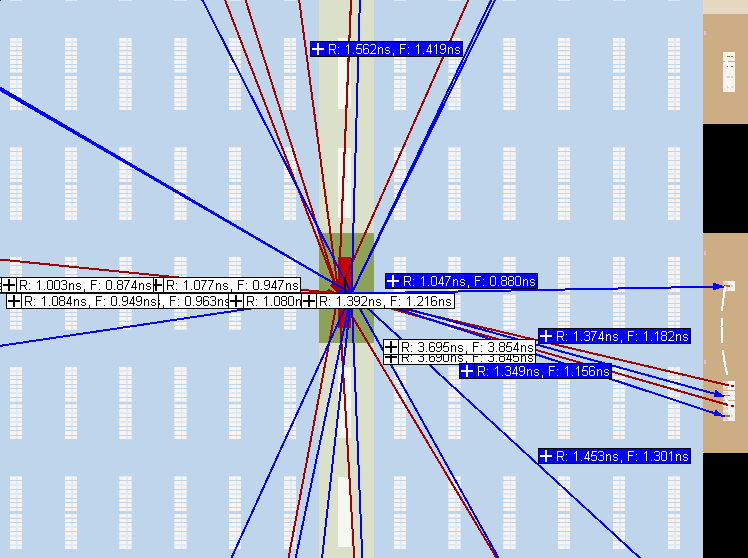 R: 1.562ns, F: 1.419ns
R: 1.047ns, F: 0.880ns
R: 1.003ns, F: 0.874ns
R: 1.077ns, F: 0.947ns
R: 1.084ns, F: 0.949ns
, F: 0.963ns
R: 1.080n
R: 1.392ns, F: 1.216ns
R: 1.374ns, F: 1.182ns
R: 3.695ns, F: 3.854ns
R: 3.690ns, F: 3.845ns
R: 1.349ns, F: 1.156ns
R: 1.453ns, F: 1.301ns